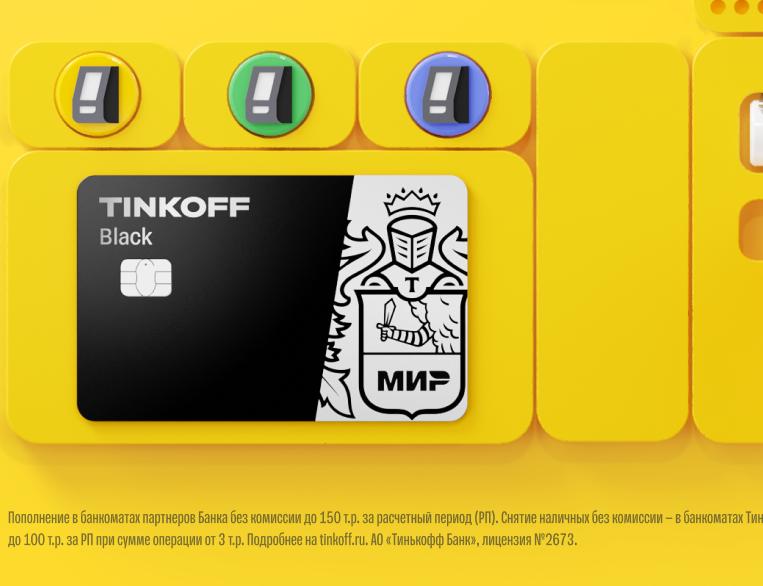 TINKOFF
Black
T
МИР
Пополнение в банкоматах партнеров Банка без комиссии до 150 т.р. за расчетный период (РП). Снятие наличных без комиссии – в банкоматах Тин
до 100 т.р. за РП при сумме операции от 3 т.р. Подробнее на tinkoff.ru. АО «Тинькофф Банк», лицензия №2673.